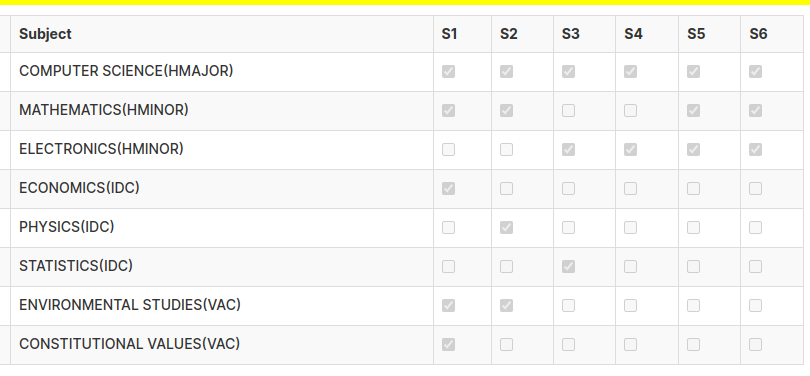 Subject S1 S2 S3 S4 S5 S6
COMPUTER SCIENCE(HMAJOR)
MATHEMATICS(HMINOR)
ELECTRONICS(HMINOR)
ECONOMICS(IDC)
PHYSICS(IDC)
STATISTICS(IDC)
ENVIRONMENTAL STUDIES(VAC)
CONSTITUTIONAL VALUES(VAC)